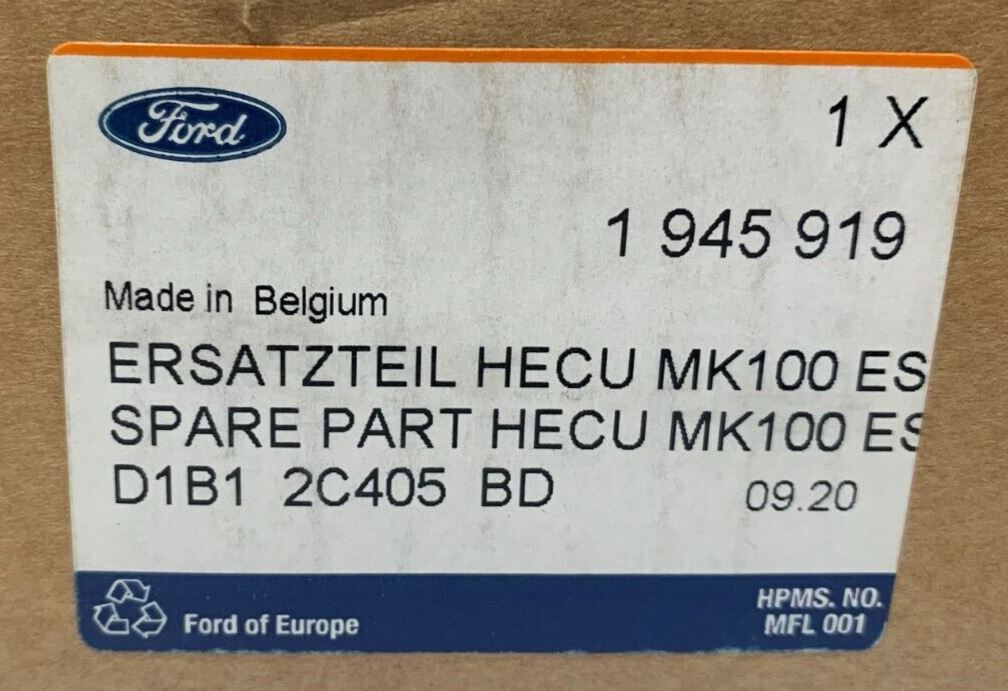 Ford
1 X
1 945 919
Made in Belgium
ERSATZTEIL HECU MK100 ES
SPARE PART HECU MK100 ES
D1B1 2C405 BD 09.20
Ford of Europe
HPMS. NO.
MFL 001